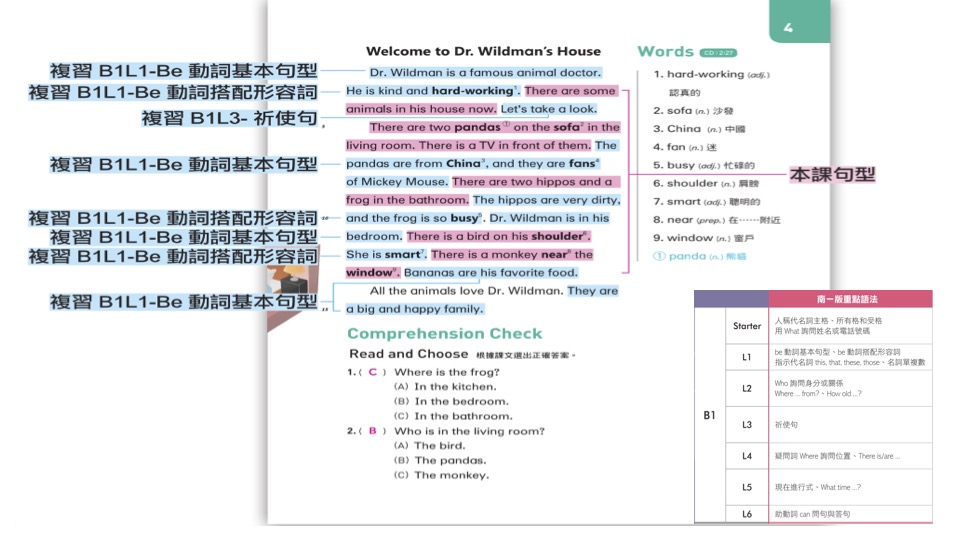 4
Welcome to Dr. Wildman's House
Dr. Wildman is a famous animal doctor.
He is kind and hard-working¹. There are some
animals in his house now. Let's take a look.
There are two pandas① on the sofa² in the
living room. There is a TV in front of them. The
pandas are from China³, and they are fans⁴
of Mickey Mouse. There are two hippos and a
frog in the bathroom. The hippos are very dirty,
10 and the frog is so busy⁵. Dr. Wildman is in his
bedroom. There is a bird on his shoulder⁶.
She is smart⁷. There is a monkey near⁸ the
window⁹. Bananas are his favorite food.
All the animals love Dr. Wildman. They are
15 a big and happy family.
複習 B1L1-Be 動詞基本句型
複習 B1L1-Be 動詞搭配形容詞
複習 B1L3- 祈使句
複習 B1L1-Be 動詞基本句型
複習 B1L1-Be 動詞搭配形容詞
複習 B1L1-Be 動詞基本句型
複習 B1L1-Be 動詞搭配形容詞
複習 B1L1-Be 動詞基本句型
Words CD-2:27
1. hard-working (adj.)
認真的
2. sofa (n.) 沙發
3. China (n.) 中國
4. fan (n.) 迷
5. busy (adj.) 忙碌的
6. shoulder (n.) 肩膀
7. smart (adj.) 聰明的
8. near (prep.) 在……附近
9. window (n.) 窗戶
① panda (n.) 熊貓
本課句型
Comprehension Check
Read and Choose 根據課文選出正確答案。
1. ( C ) Where is the frog?
(A) In the kitchen.
(B) In the bedroom.
(C) In the bathroom.
2. ( B ) Who is in the living room?
(A) The bird.
(B) The pandas.
(C) The monkey.
南一版重點語法
B1
Starter
人稱代名詞主格、所有格和受格
用 What 詢問姓名或電話號碼
L1
be 動詞基本句型、be 動詞搭配形容詞
指示代名詞 this, that, these, those、名詞單複數
L2
Who 詢問身分或關係
Where ... from?、How old ...?
L3
祈使句
L4
疑問詞 Where 詢問位置、There is/are ...
L5
現在進行式、What time ...?
L6
助動詞 can 問句與答句